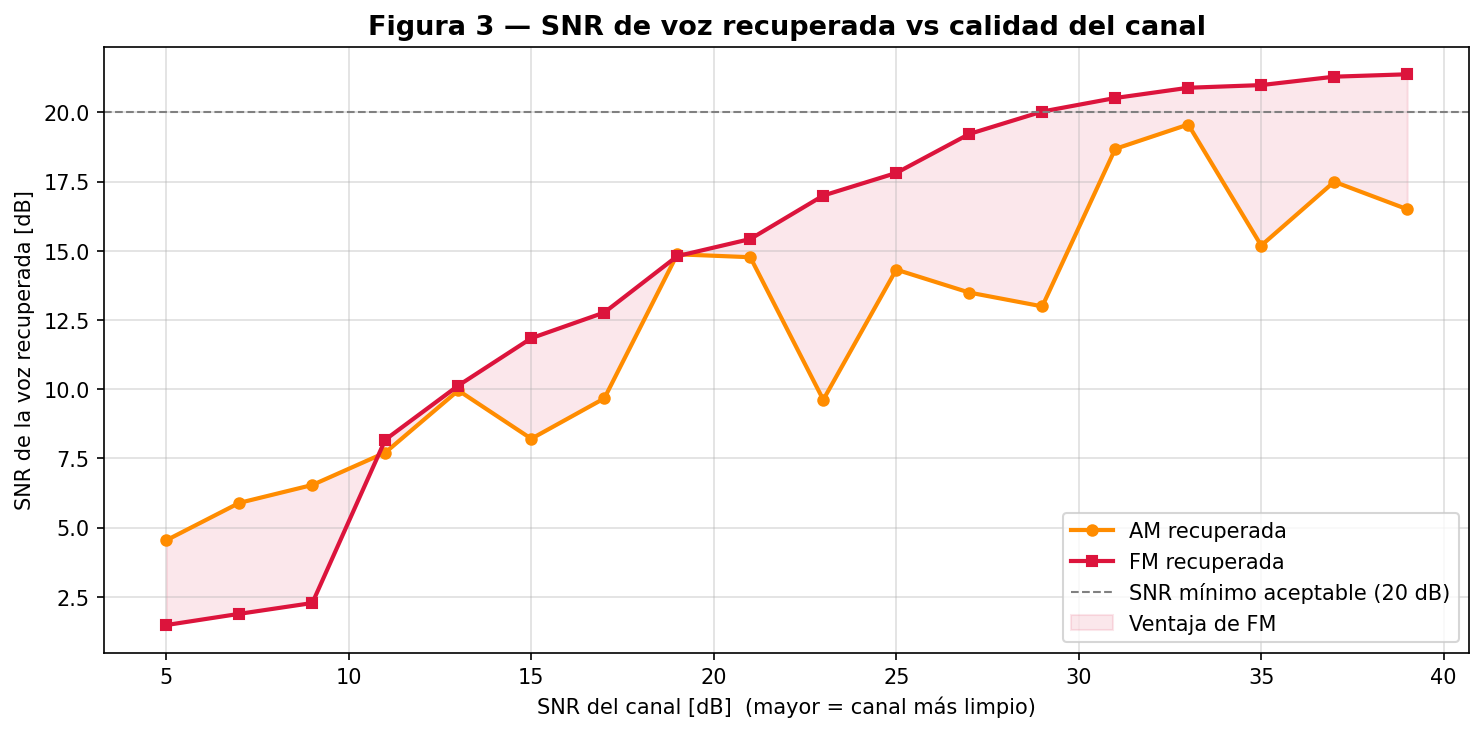 Figura 3 — SNR de voz recuperada vs calidad del canal
SNR de la voz recuperada [dB]
20.0
17.5
15.0
12.5
10.0
7.5
5.0
2.5
AM recuperada
FM recuperada
SNR mínimo aceptable (20 dB)
Ventaja de FM
5 10 15 20 25 30 35 40
SNR del canal [dB]  (mayor = canal más limpio)